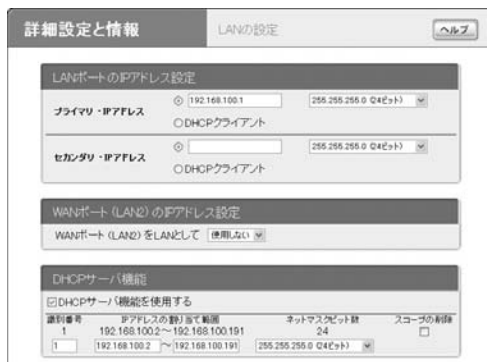 詳細設定と情報 LANの設定 ヘルプ
LANポートのIPアドレス設定
プライマリ・IPアドレス 192.168.100.1 255.255.255.0 (24ビット)
DHCPクライアント
セカンダリ・IPアドレス 255.255.255.0 (24ビット)
DHCPクライアント
WANポート(LAN2)のIPアドレス設定
WANポート(LAN2)をLANとして 使用しない
DHCPサーバ機能
DHCPサーバ機能を使用する
識別番号 IPアドレスの割り当て範囲 ネットマスクビット数 スコープの削除
1 192.168.100.2～192.168.100.191 24
1 192.168.100.2 ～ 192.168.100.191 255.255.255.0 (24ビット)